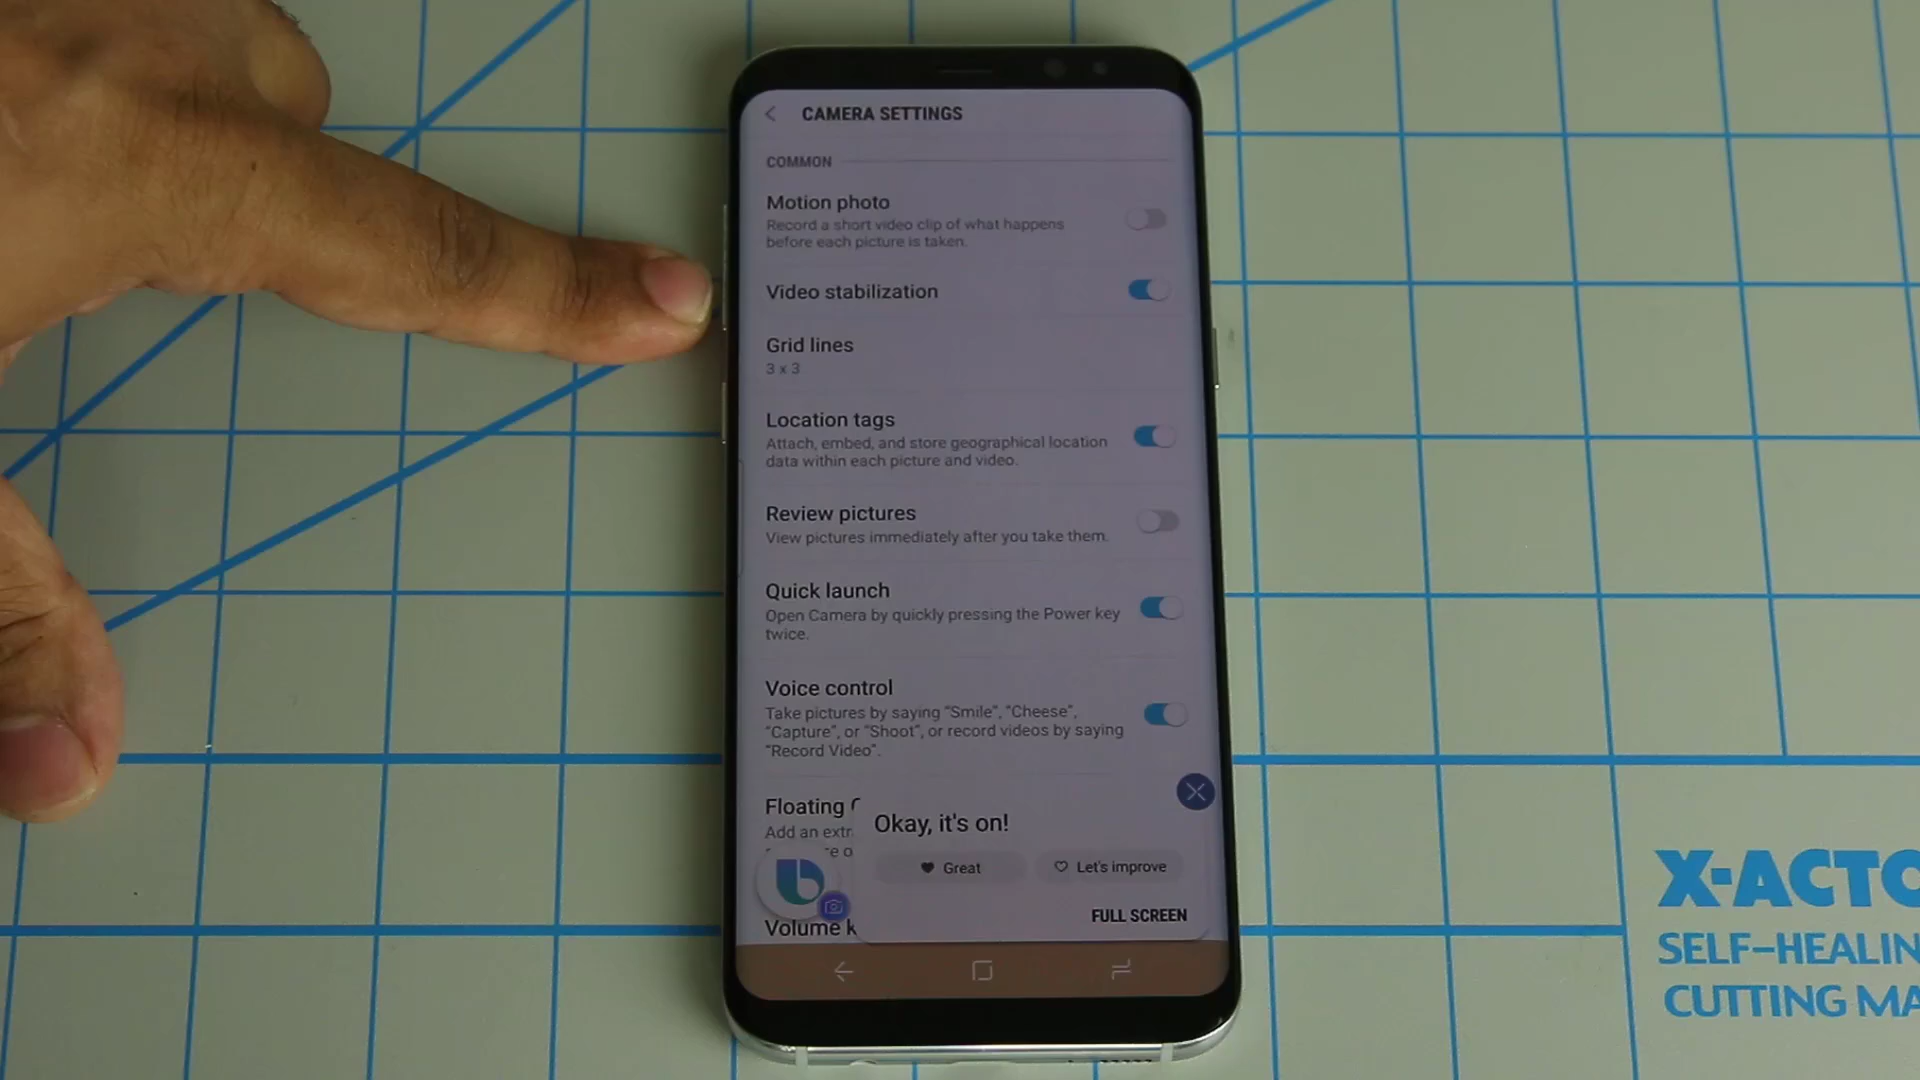 CAMERA SETTINGS
COMMON
Motion photo
Record a short video clip of what happens
before each picture is taken.
Video stabilization
Grid lines
3 x 3
Location tags
Attach, embed, and store geographical location
data within each picture and video.
Review pictures
View pictures immediately after you take them.
Quick launch
Open Camera by quickly pressing the Power key
twice.
Voice control
Take pictures by saying “Smile”, “Cheese”,
“Capture”, or “Shoot”, or record videos by saying
“Record Video”.
Floating
Add an extr
Okay, it's on!
Great
Let's improve
FULL SCREEN
Volume k
X-ACTO
SELF-HEALIN
CUTTING MA